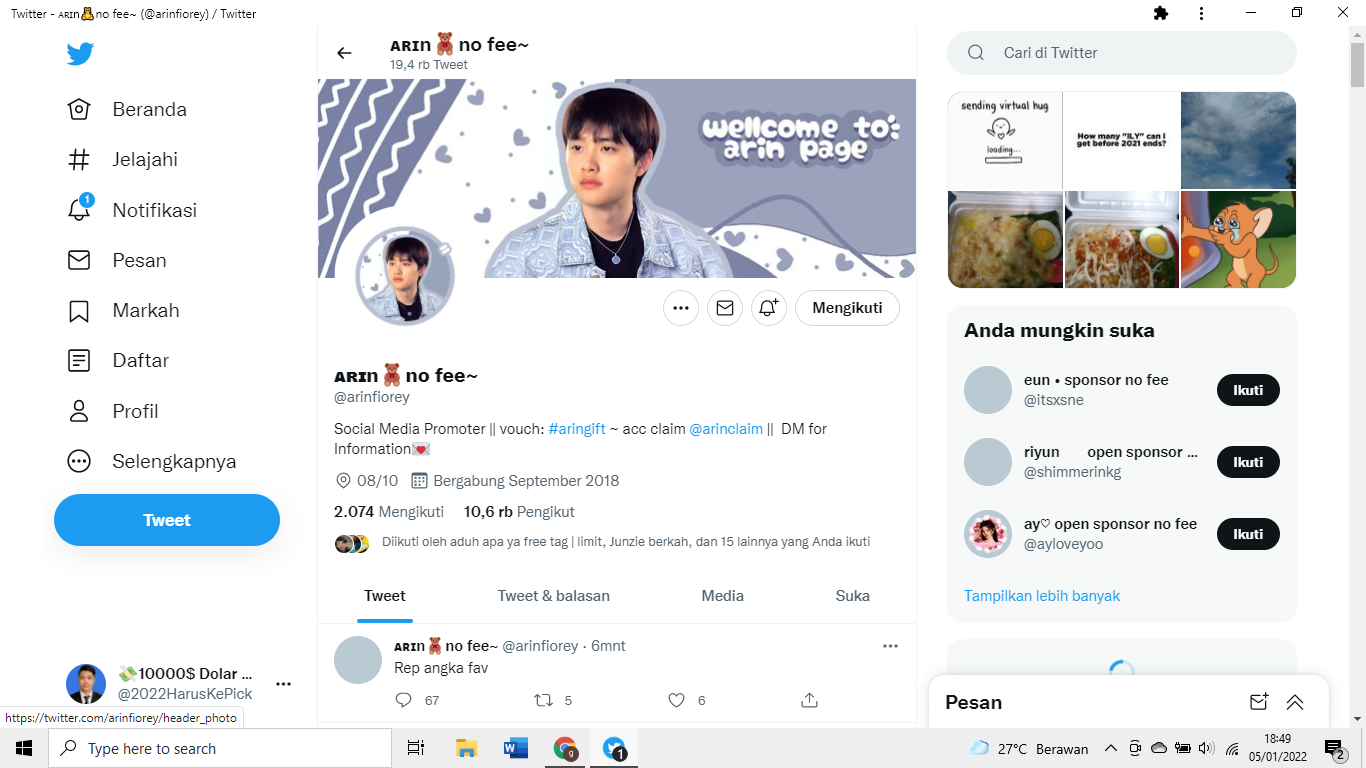 Twitter - ᴀʀɪn🧸no fee~ (@arinfiorey) / Twitter
Beranda
Jelajahi
1
Notifikasi
Pesan
Markah
Daftar
Profil
Selengkapnya
Tweet
💸10000$ Dolar ...
@2022HarusKePick
https://twitter.com/arinfiorey/header_photo
ᴀʀɪn🧸no fee~
19,4 rb Tweet
wellcome to
arin page
Mengikuti
ᴀʀɪn🧸no fee~
@arinfiorey
Social Media Promoter || vouch: #aringift ~ acc claim @arinclaim || DM for
Information💌
08/10 Bergabung September 2018
2.074 Mengikuti 10,6 rb Pengikut
Diikuti oleh aduh apa ya free tag | limit, Junzie berkah, dan 15 lainnya yang Anda ikuti
Tweet Tweet & balasan Media Suka
ᴀʀɪn🧸no fee~ @arinfiorey · 6mnt
Rep angka fav
67 5 6
Cari di Twitter
sending virtual hug
loading...
How many "ILY" can I
get before 2021 ends?
Anda mungkin suka
eun • sponsor no fee
@itsxsne
Ikuti
riyun open sponsor ...
@shimmerinkg
Ikuti
ay♡ open sponsor no fee
@ayloveyoo
Ikuti
Tampilkan lebih banyak
Pesan
Type here to search
g
1
27°C Berawan
18:49
05/01/2022
2